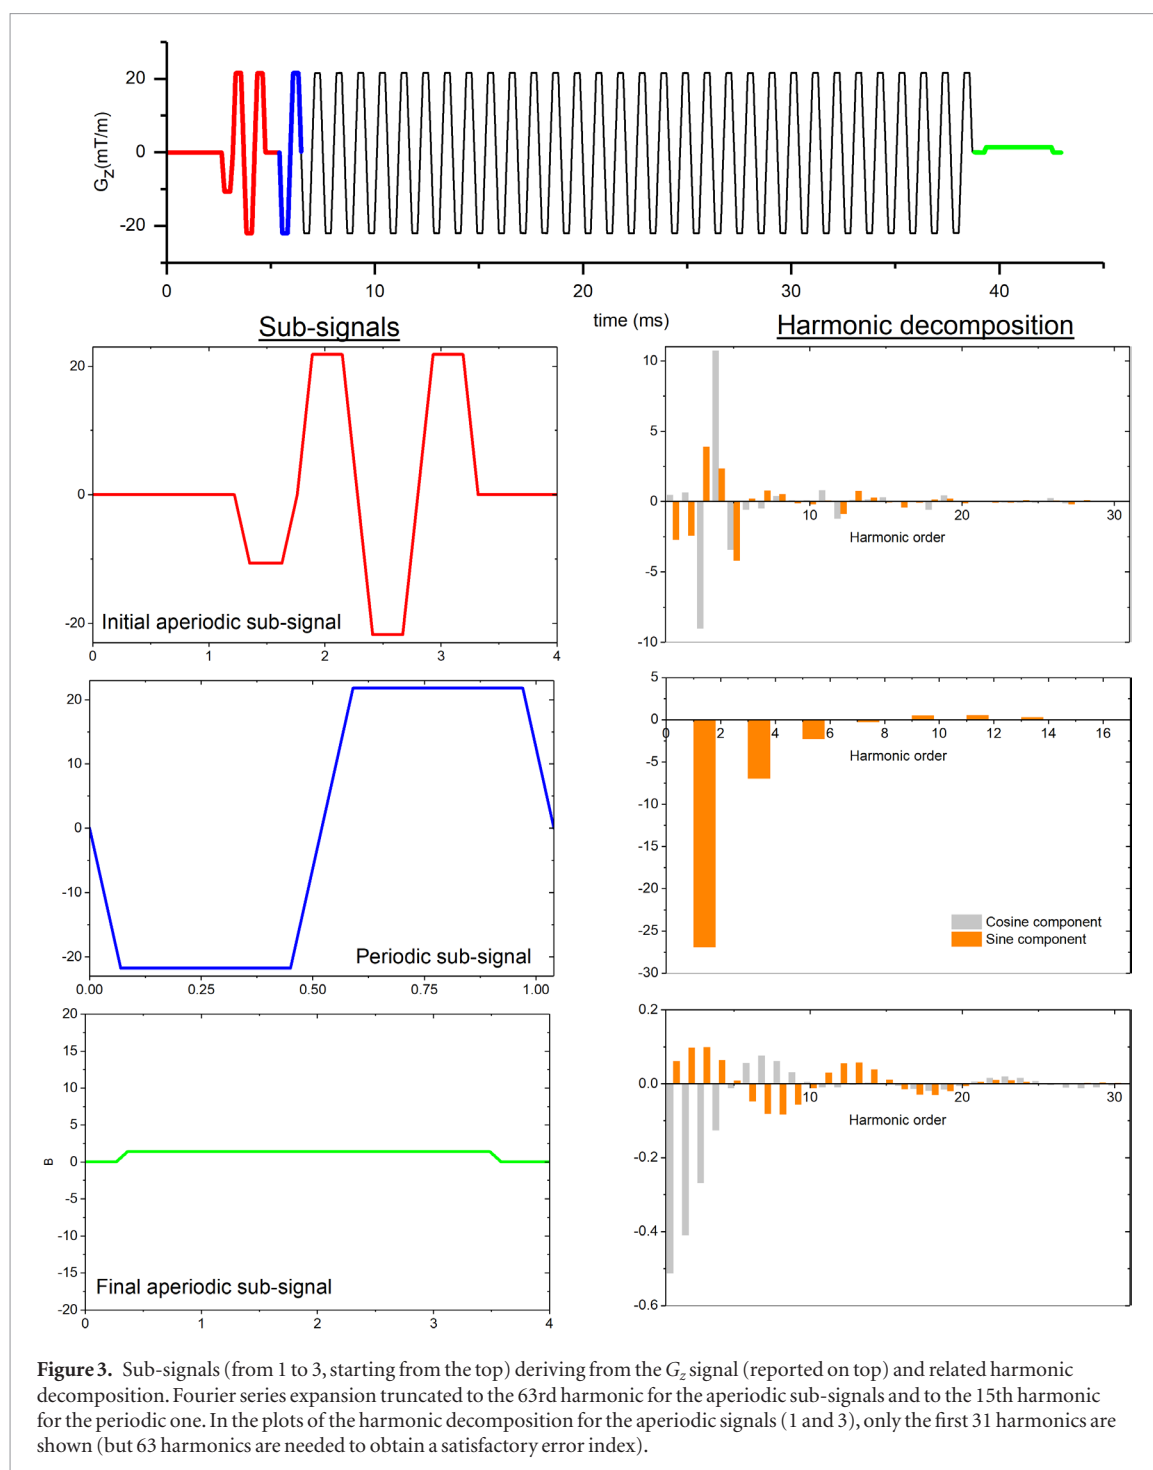 20
0
-20
G_z(mT/m)
0 10 20 30 40
time (ms)
Sub-signals
Harmonic decomposition
20
0
-20
Initial aperiodic sub-signal
0 1 2 3 4
10
5
0
-5
-10
10 20 30
Harmonic order
20
10
0
-10
-20
Periodic sub-signal
0.00 0.25 0.50 0.75 1.00
5
0
-5
-10
-15
-20
-25
-30
0 2 4 6 8 10 12 14 16
Harmonic order
Cosine component
Sine component
20
15
10
5
0
-5
-10
-15
-20
B
Final aperiodic sub-signal
0 1 2 3 4
0.2
0.0
-0.2
-0.4
-0.6
10 20 30
Harmonic order
Figure 3. Sub-signals (from 1 to 3, starting from the top) deriving from the G_z signal (reported on top) and related harmonic
decomposition. Fourier series expansion truncated to the 63rd harmonic for the aperiodic sub-signals and to the 15th harmonic
for the periodic one. In the plots of the harmonic decomposition for the aperiodic signals (1 and 3), only the first 31 harmonics are
shown (but 63 harmonics are needed to obtain a satisfactory error index).